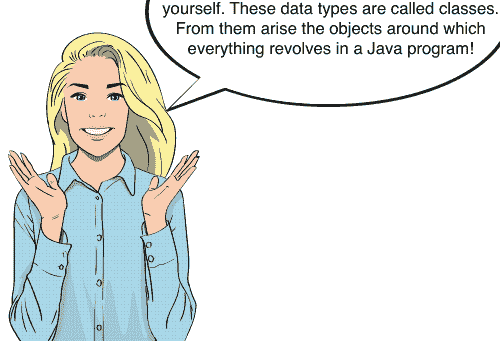 yourself. These data types are called classes.
From them arise the objects around which
everything revolves in a Java program!